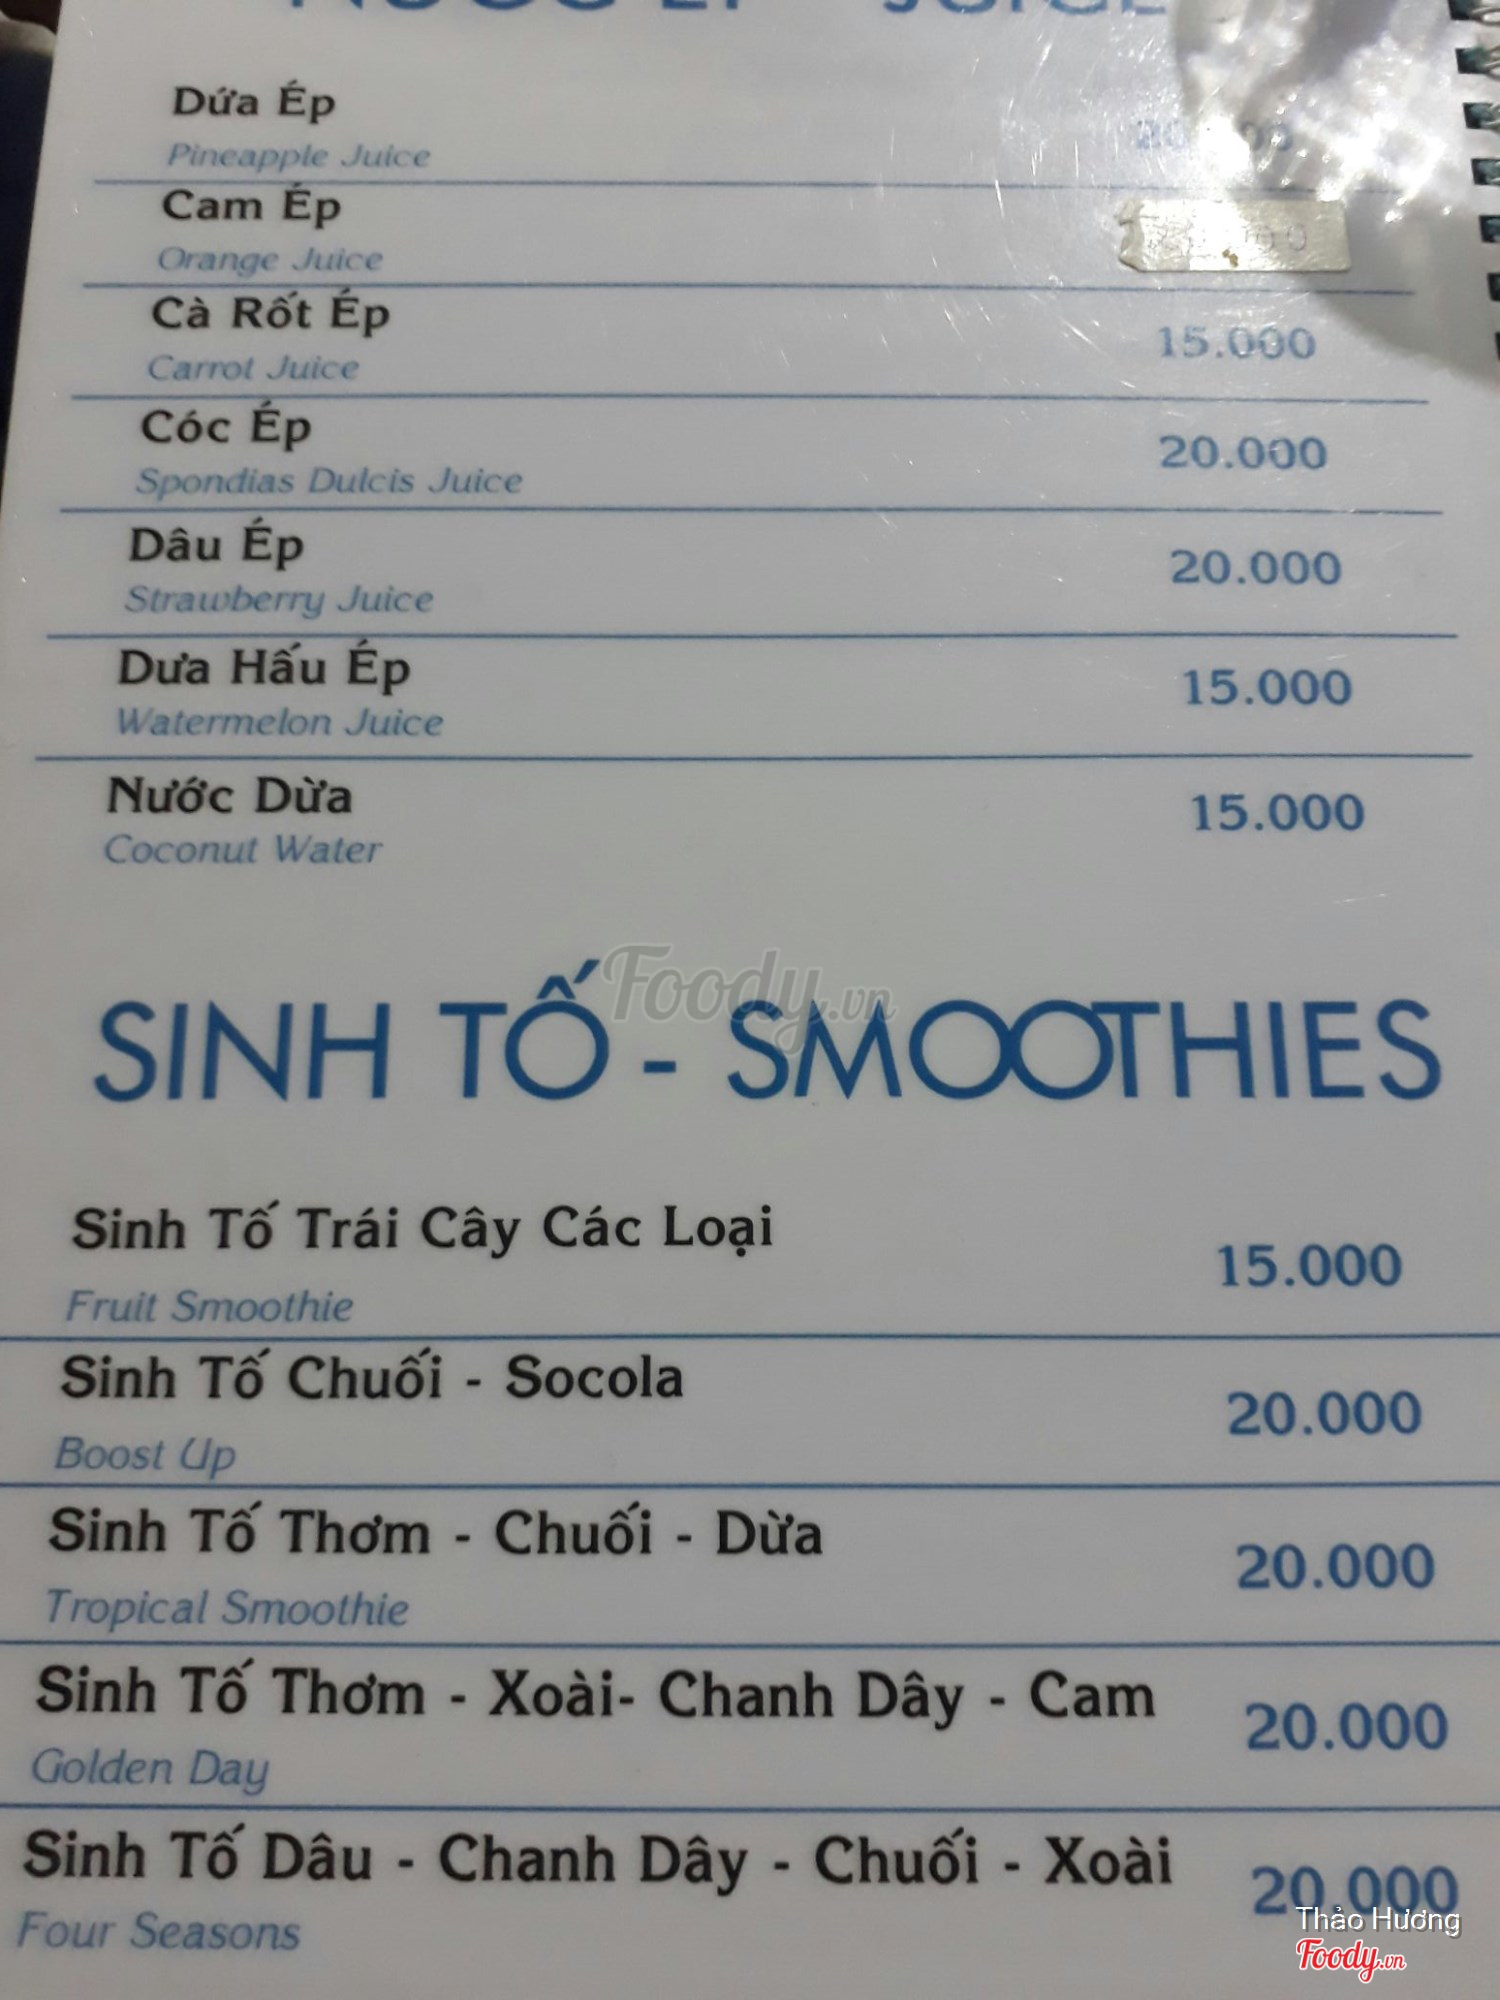 NƯỚC ÉP - JUICE
Dứa Ép
Pineapple Juice
Cam Ép
Orange Juice
Cà Rốt Ép
15.000
Carrot Juice
Cóc Ép
20.000
Spondias Dulcis Juice
Dâu Ép
20.000
Strawberry Juice
Dưa Hấu Ép
15.000
Watermelon Juice
Nước Dừa
15.000
Coconut Water
Foody.vn
SINH TỐ - SMOOTHIES
Sinh Tố Trái Cây Các Loại
15.000
Fruit Smoothie
Sinh Tố Chuối - Socola
20.000
Boost Up
Sinh Tố Thơm - Chuối - Dừa
20.000
Tropical Smoothie
Sinh Tố Thơm - Xoài- Chanh Dây - Cam
20.000
Golden Day
Sinh Tố Dâu - Chanh Dây - Chuối - Xoài
20.000
Four Seasons
Thảo Hương
Foody.vn